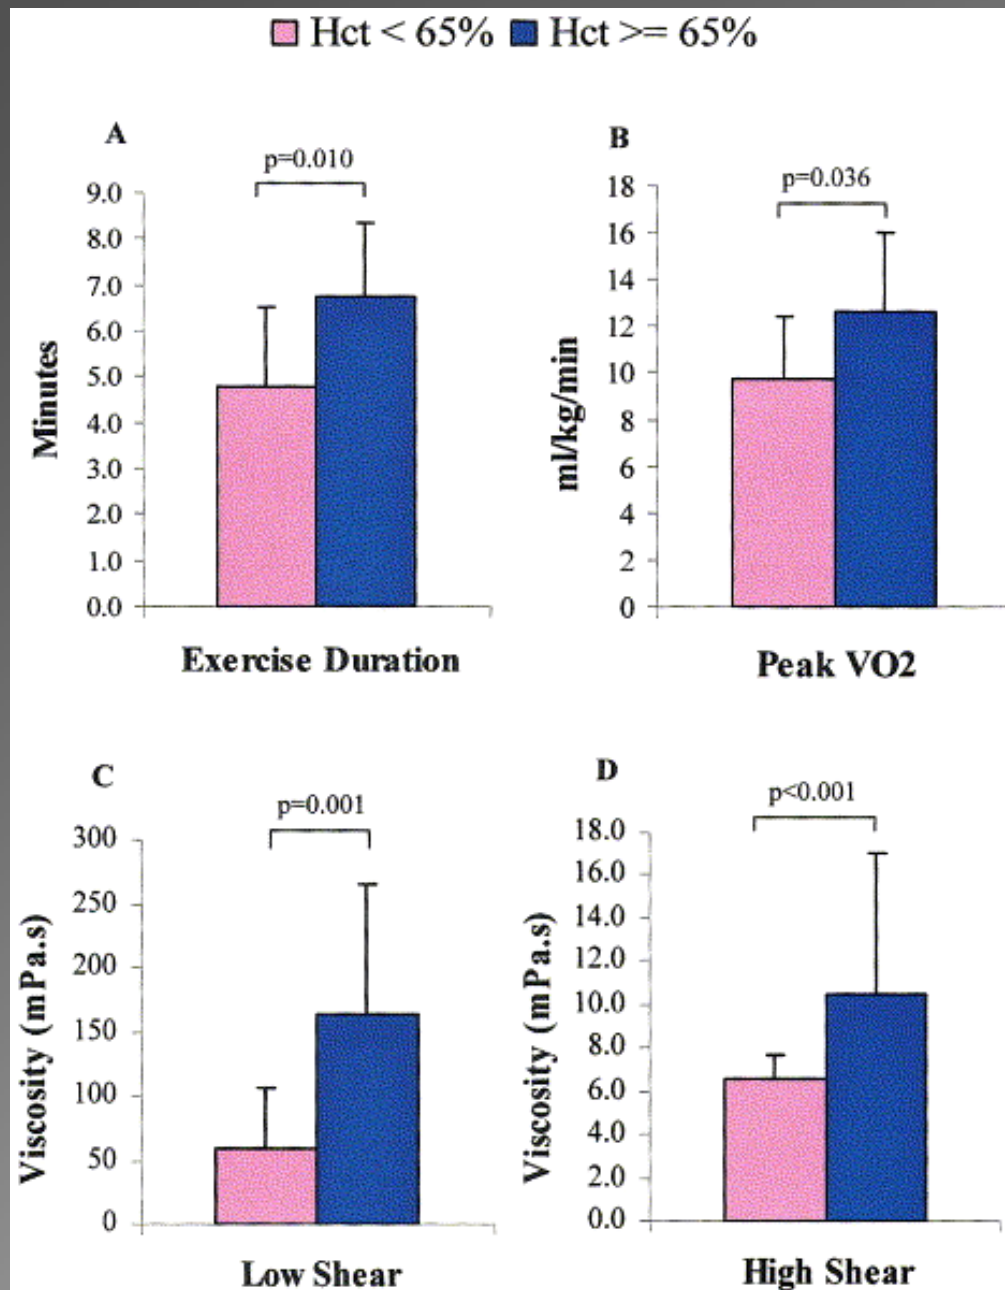 Hct < 65% Hct >= 65%
A
p=0.010
9.0
8.0
7.0
6.0
5.0
4.0
3.0
2.0
1.0
0.0
Minutes
Exercise Duration
B
p=0.036
18
16
14
12
10
8
6
4
2
0
ml/kg/min
Peak VO2
C
p=0.001
300
250
200
150
100
50
0
Viscosity (mPa.s)
Low Shear
D
p<0.001
18.0
16.0
14.0
12.0
10.0
8.0
6.0
4.0
2.0
0.0
Viscosity (mPa.s)
High Shear